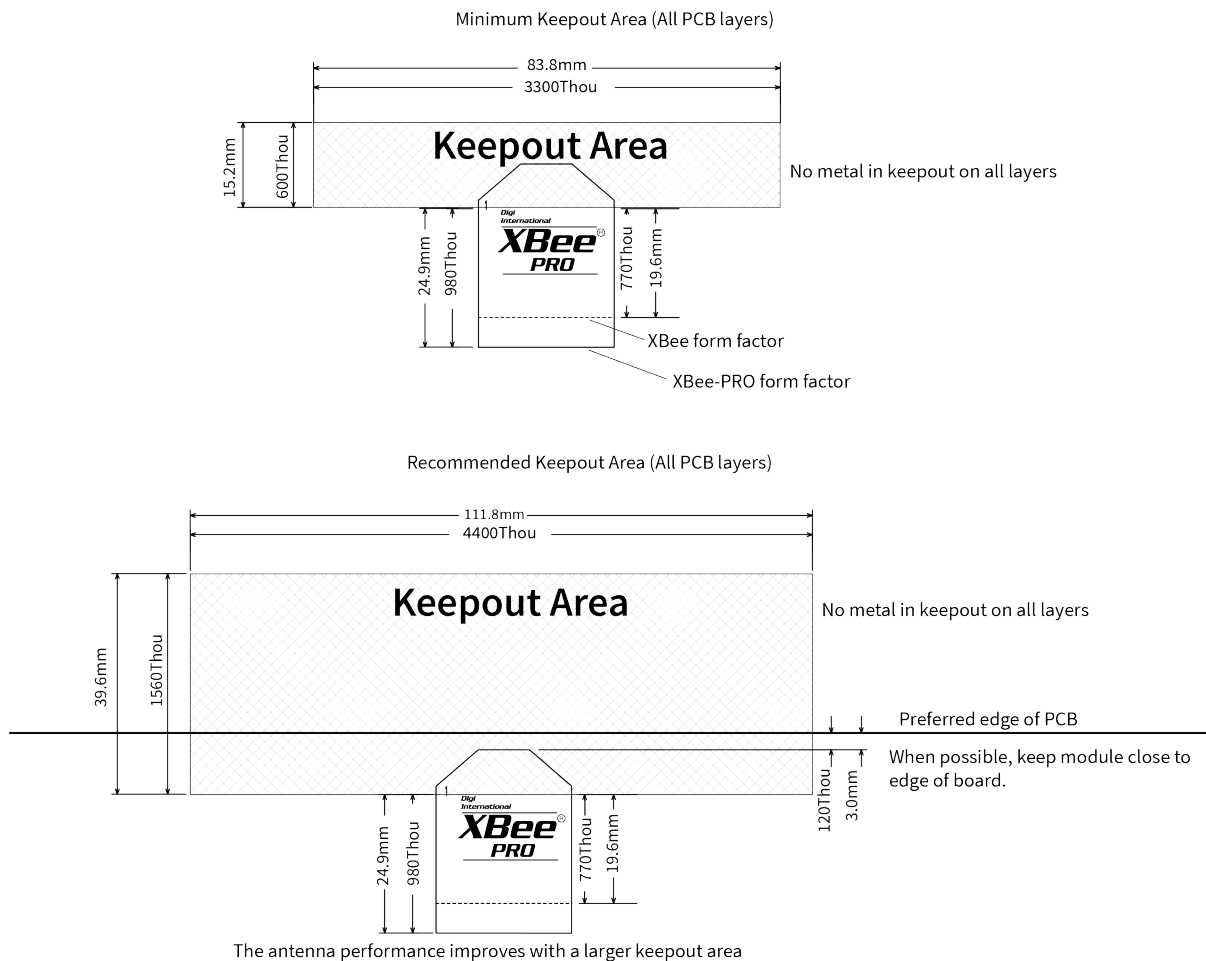 Minimum Keepout Area (All PCB layers)
83.8mm
3300Thou
Keepout Area
15.2mm
600Thou
No metal in keepout on all layers
1
Digi
International
XBee®
PRO
24.9mm
980Thou
770Thou
19.6mm
XBee form factor
XBee-PRO form factor
Recommended Keepout Area (All PCB layers)
111.8mm
4400Thou
Keepout Area
No metal in keepout on all layers
39.6mm
1560Thou
Preferred edge of PCB
When possible, keep module close to
edge of board.
120Thou
3.0mm
1
Digi
International
XBee®
PRO
24.9mm
980Thou
770Thou
19.6mm
The antenna performance improves with a larger keepout area